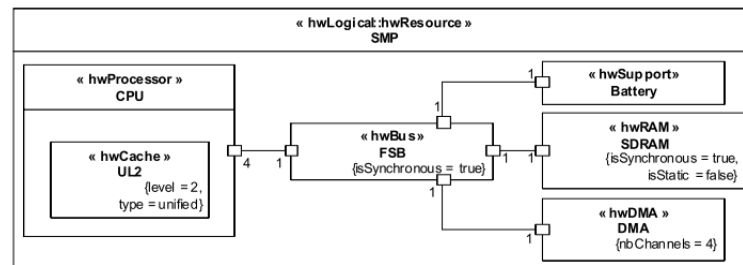 « hwLogical::hwResource »
SMP
« hwProcessor »
CPU
« hwCache »
UL2
{level = 2,
type = unified}
4
1
« hwBus »
FSB
{isSynchronous = true}
1
1
« hwSupport»
Battery
1
1
« hwRAM »
SDRAM
{isSynchronous = true,
isStatic = false}
1
1
« hwDMA »
DMA
{nbChannels = 4}